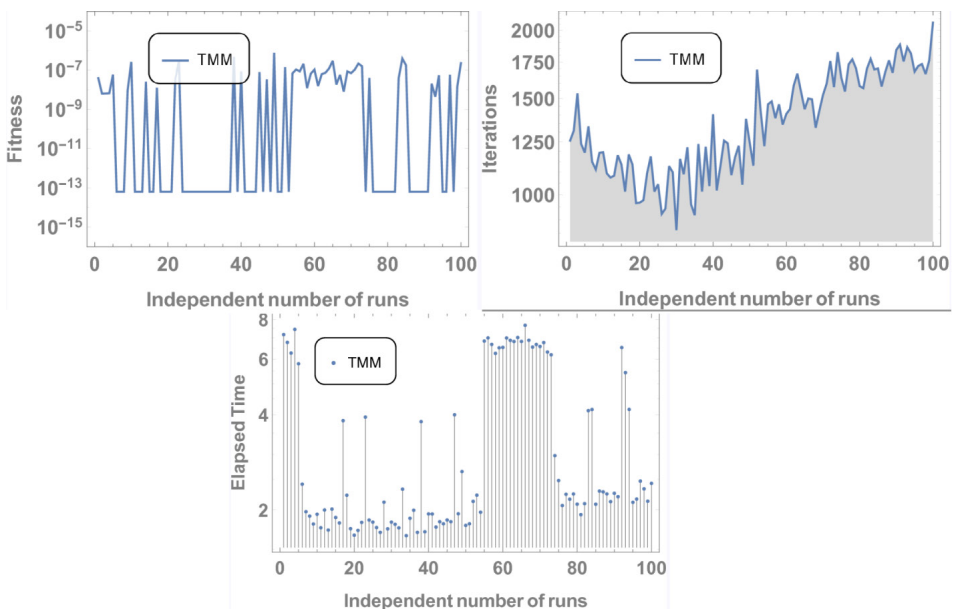 10−5
10−7
10−9
10−11
10−13
10−15
Fitness
TMM
0 20 40 60 80 100
Independent number of runs
2000
1750
1500
1250
1000
Iterations
TMM
0 20 40 60 80 100
Independent number of runs
8
6
4
2
Elapsed Time
TMM
0 20 40 60 80 100
Independent number of runs